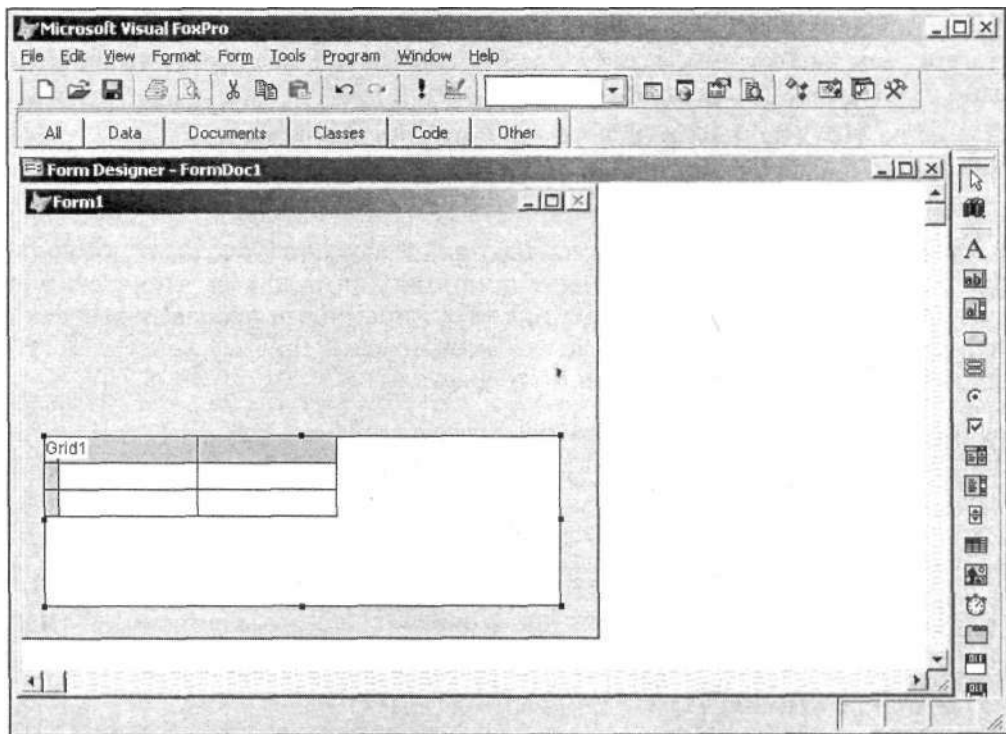 Microsoft Visual FoxPro
File Edit View Format Form Tools Program Window Help
All Data Documents Classes Code Other
Form Designer - FormDoc1
Form1
A
ab
Grid1